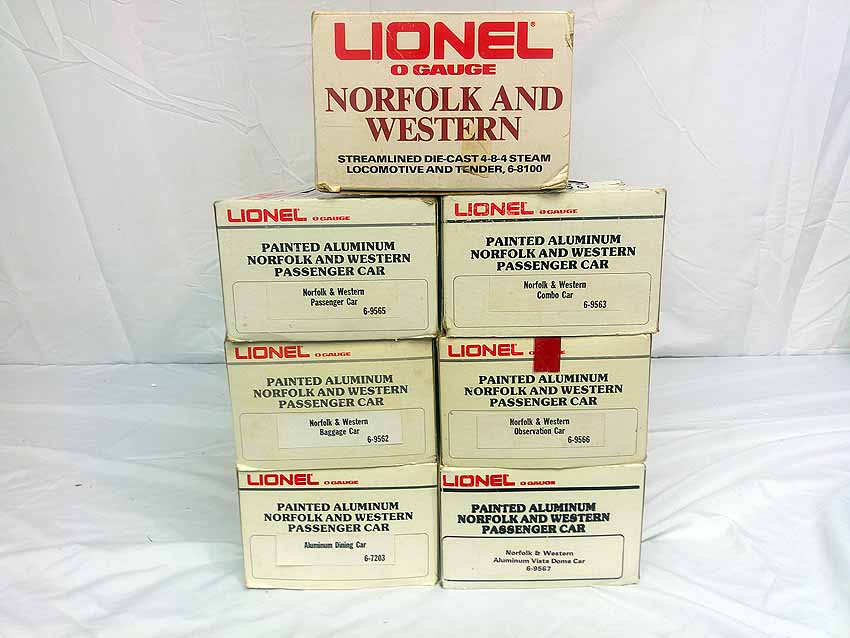 LIONEL®
O GAUGE
NORFOLK AND
WESTERN
STREAMLINED DIE-CAST 4-8-4 STEAM
LOCOMOTIVE AND TENDER, 6-8100
LIONEL® O GAUGE
PAINTED ALUMINUM
NORFOLK AND WESTERN
PASSENGER CAR
Norfolk & Western
Passenger Car
6-9565
LIONEL® O GAUGE
PAINTED ALUMINUM
NORFOLK AND WESTERN
PASSENGER CAR
Norfolk & Western
Combo Car
6-9563
LIONEL® O GAUGE
PAINTED ALUMINUM
NORFOLK AND WESTERN
PASSENGER CAR
Norfolk & Western
Baggage Car
6-9562
LIONEL® O GAUGE
PAINTED ALUMINUM
NORFOLK AND WESTERN
PASSENGER CAR
Norfolk & Western
Observation Car
6-9566
LIONEL® O GAUGE
PAINTED ALUMINUM
NORFOLK AND WESTERN
PASSENGER CAR
Aluminum Dining Car
6-7203
LIONEL® O GAUGE
PAINTED ALUMINUM
NORFOLK AND WESTERN
PASSENGER CAR
Norfolk & Western
Aluminum Vista Dome Car
6-9567